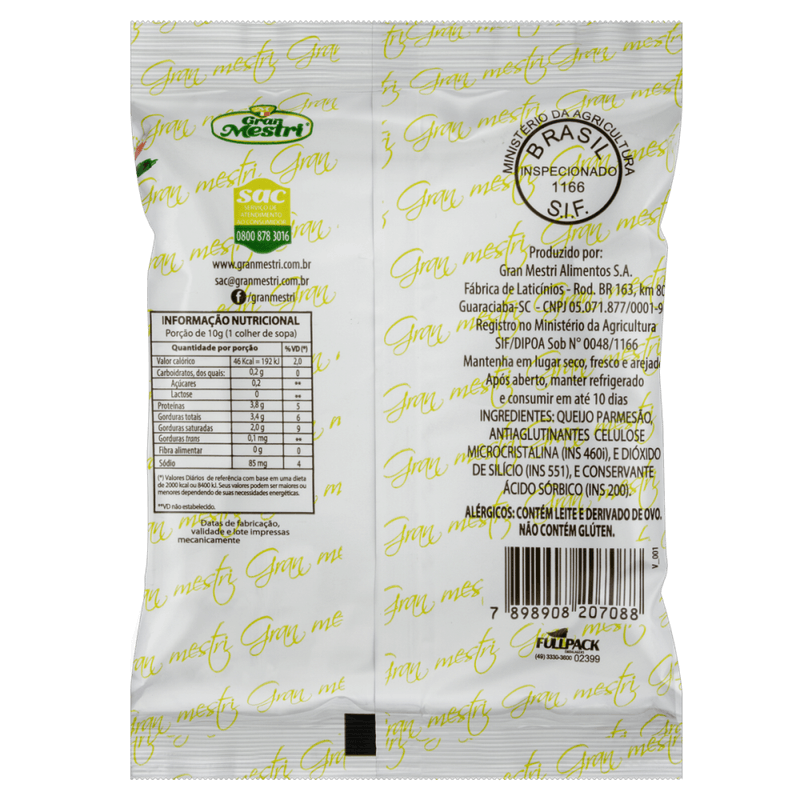 Gran
Mestri
sac
SERVIÇO DE
ATENDIMENTO
AO CONSUMIDOR
0800 878 3016
www.granmestri.com.br
sac@granmestri.com.br
/granmestri
INFORMAÇÃO NUTRICIONAL
Porção de 10g (1 colher de sopa)
Quantidade por porção %VD(*)
Valor calórico 46 Kcal = 192 kJ 2,0
Carboidratos, dos quais: 0,2 g 0
Açúcares 0,2 **
Lactose 0 **
Proteínas 3,8 g 5
Gorduras totais 3,4 g 6
Gorduras saturadas 2,0 g 9
Gorduras trans 0,1 mg **
Fibra alimentar 0 g 0
Sódio 85 mg 4
(*) Valores Diários de referência com base em uma dieta
de 2000 kcal ou 8400 kJ. Seus valores podem ser maiores ou
menores dependendo de suas necessidades energéticas.
**VD não estabelecido.
Datas de fabricação,
validade e lote impressas
mecanicamente
MINISTÉRIO DA AGRICULTURA
BRASIL
INSPECIONADO
1166
S.I.F.
Produzido por:
Gran Mestri Alimentos S.A.
Fábrica de Laticínios - Rod. BR 163, km 80
Guaraciaba-SC - CNPJ 05.071.877/0001-9
Registro no Ministério da Agricultura
SIF/DIPOA Sob N° 0048/1166
Mantenha em lugar seco, fresco e arejado
Após aberto, manter refrigerado
e consumir em até 10 dias
INGREDIENTES: QUEIJO PARMESÃO,
ANTIAGLUTINANTES CELULOSE
MICROCRISTALINA (INS 460i), E DIÓXIDO
DE SILÍCIO (INS 551), E CONSERVANTE
ÁCIDO SÓRBICO (INS 200).
ALÉRGICOS: CONTÉM LEITE E DERIVADO DE OVO.
NÃO CONTÉM GLÚTEN.
V_001
7 898908 207088
FULLPACK
(49) 3330-3600 02399